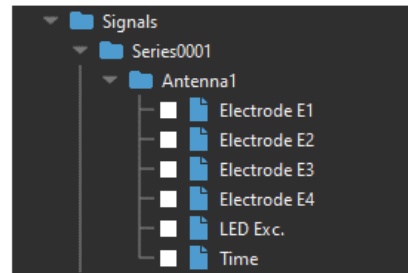 Signals
Series0001
Antenna1
Electrode E1
Electrode E2
Electrode E3
Electrode E4
LED Exc.
Time